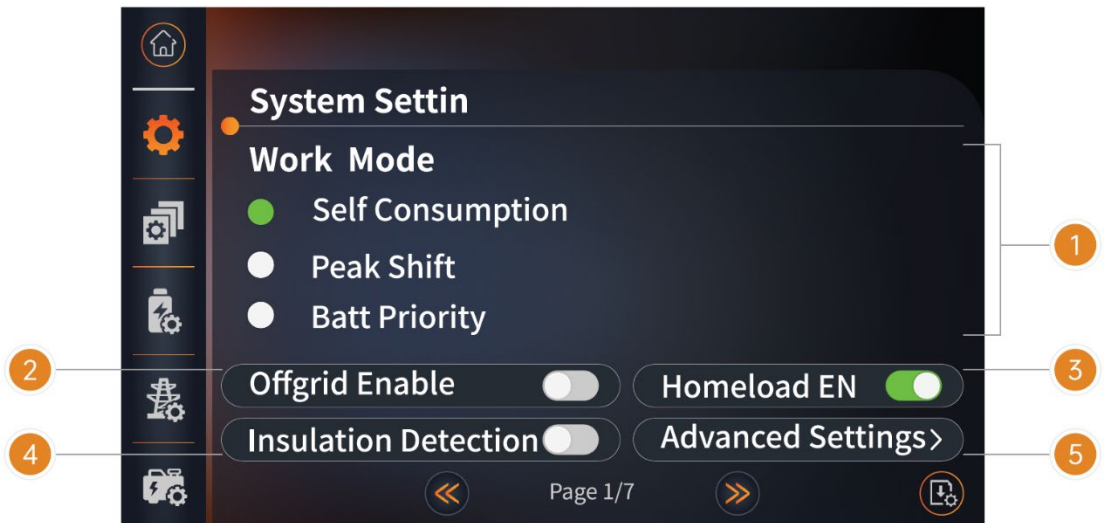 System Settin
Work Mode
Self Consumption
1
Peak Shift
Batt Priority
2
Offgrid Enable
Homeload EN
3
4
Insulation Detection
Advanced Settings>
5
Page 1/7